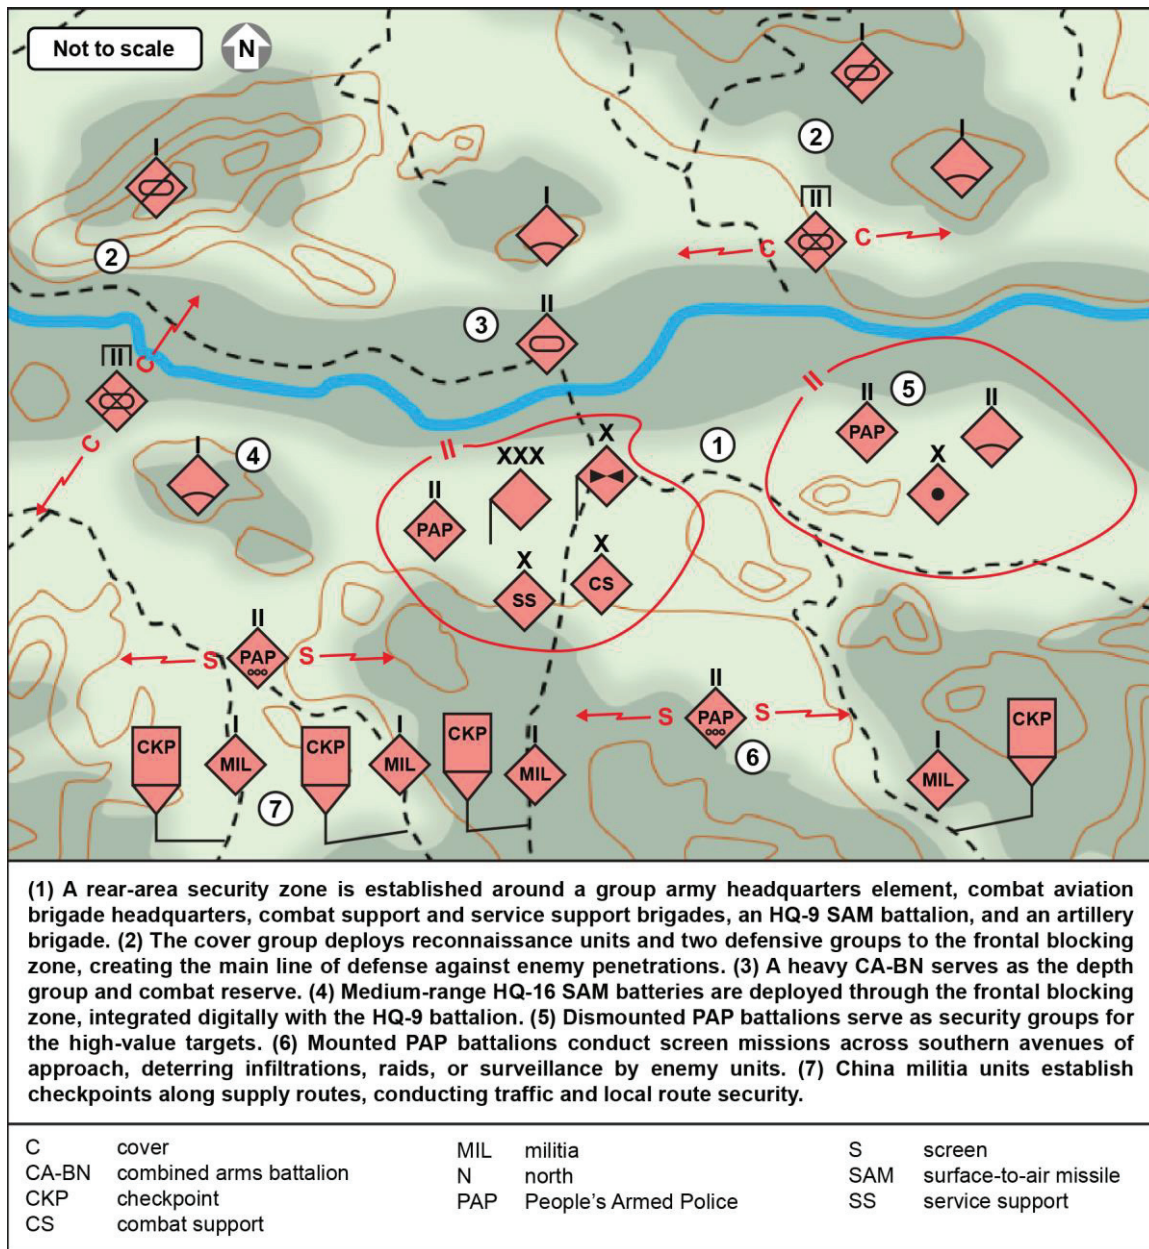 Not to scale
N
I
2
I
I
I
II
C
C
2
3
II
C
II
C
I
4
II
5
II
PAP
II
X
1
II
XXX
X
II
PAP
X
SS
X
CS
II
S
PAP
S
II
S
PAP
S
6
CKP
I
MIL
CKP
I
MIL
CKP
I
MIL
I
MIL
CKP
7
(1) A rear-area security zone is established around a group army headquarters element, combat aviation
brigade headquarters, combat support and service support brigades, an HQ-9 SAM battalion, and an artillery
brigade. (2) The cover group deploys reconnaissance units and two defensive groups to the frontal blocking
zone, creating the main line of defense against enemy penetrations. (3) A heavy CA-BN serves as the depth
group and combat reserve. (4) Medium-range HQ-16 SAM batteries are deployed through the frontal blocking
zone, integrated digitally with the HQ-9 battalion. (5) Dismounted PAP battalions serve as security groups for
the high-value targets. (6) Mounted PAP battalions conduct screen missions across southern avenues of
approach, deterring infiltrations, raids, or surveillance by enemy units. (7) China militia units establish
checkpoints along supply routes, conducting traffic and local route security.
C cover
CA-BN combined arms battalion
CKP checkpoint
CS combat support
MIL militia
N north
PAP People's Armed Police
S screen
SAM surface-to-air missile
SS service support